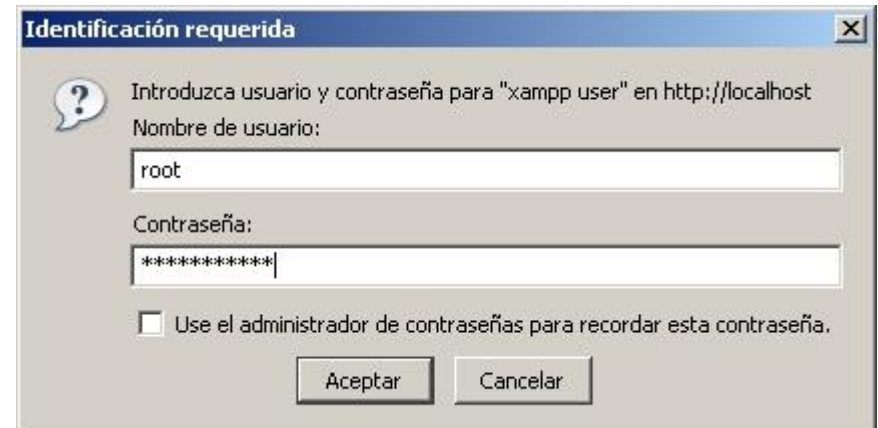 Identificación requerida
Introduzca usuario y contraseña para "xampp user" en http://localhost
Nombre de usuario:
root
Contraseña:
***********
Use el administrador de contraseñas para recordar esta contraseña.
Aceptar Cancelar